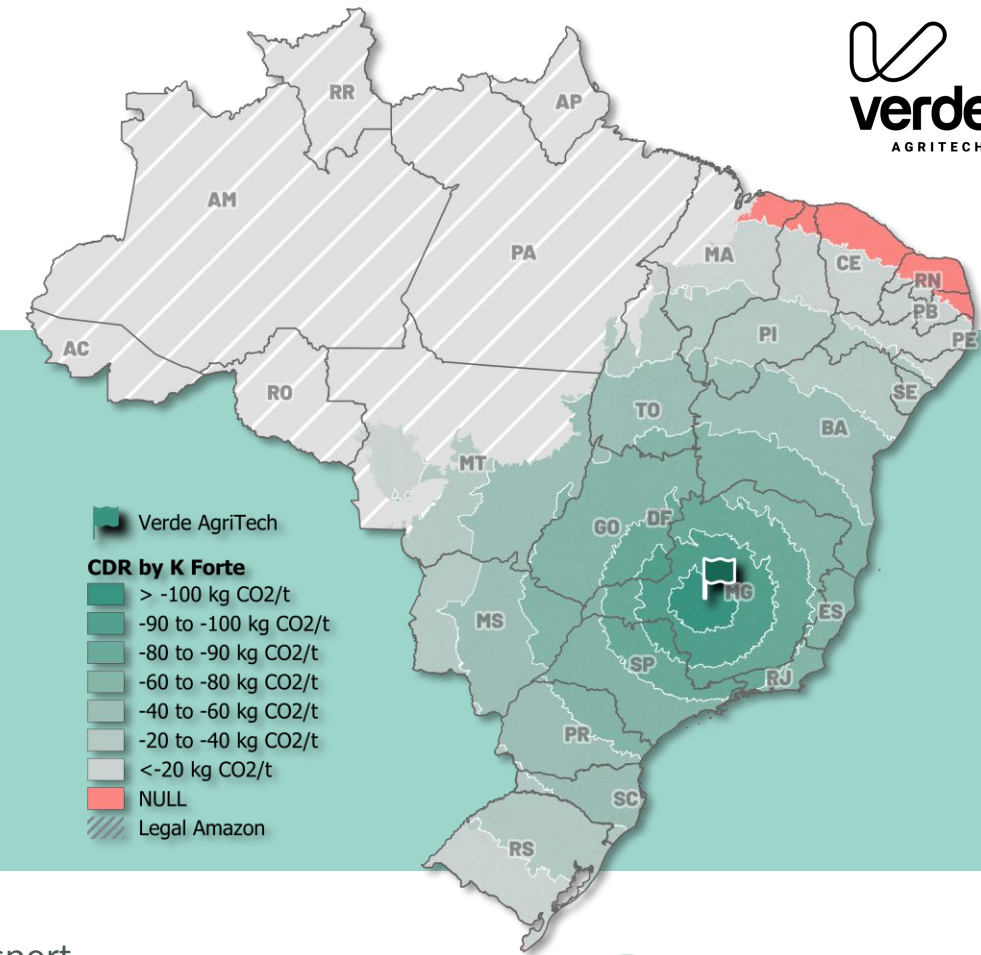 verde
AGRITECH
RR
AP
AM
PA
MA
CE
RN
PB
PE
AC
PI
RO
SE
TO
BA
MT
GO
DF
MG
ES
MS
SP
RJ
PR
SC
RS
Verde AgriTech
CDR by K Forte
> -100 kg CO2/t
-90 to -100 kg CO2/t
-80 to -90 kg CO2/t
-60 to -80 kg CO2/t
-40 to -60 kg CO2/t
-20 to -40 kg CO2/t
<-20 kg CO2/t
NULL
Legal Amazon